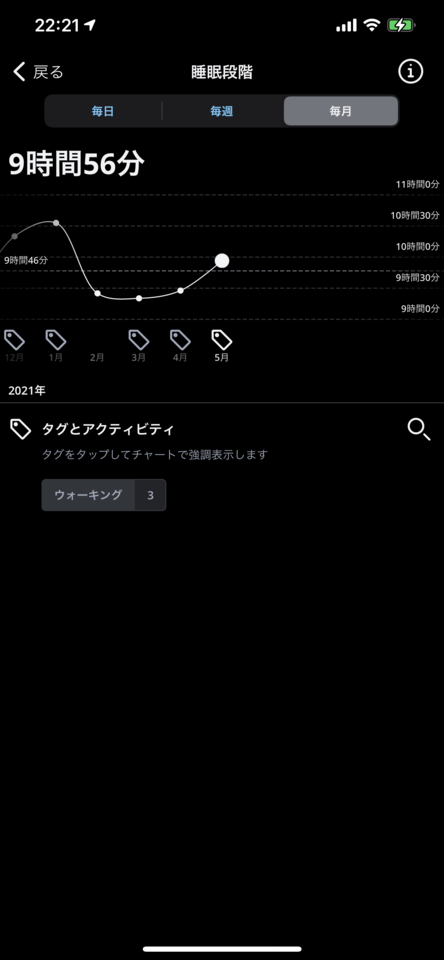 22:21
戻る
睡眠段階
毎日 毎週 毎月
9時間56分
11時間0分
10時間30分
10時間0分
9時間46分
9時間30分
9時間0分
12月 1月 2月 3月 4月 5月
2021年
タグとアクティビティ
タグをタップしてチャートで強調表示します
ウォーキング 3